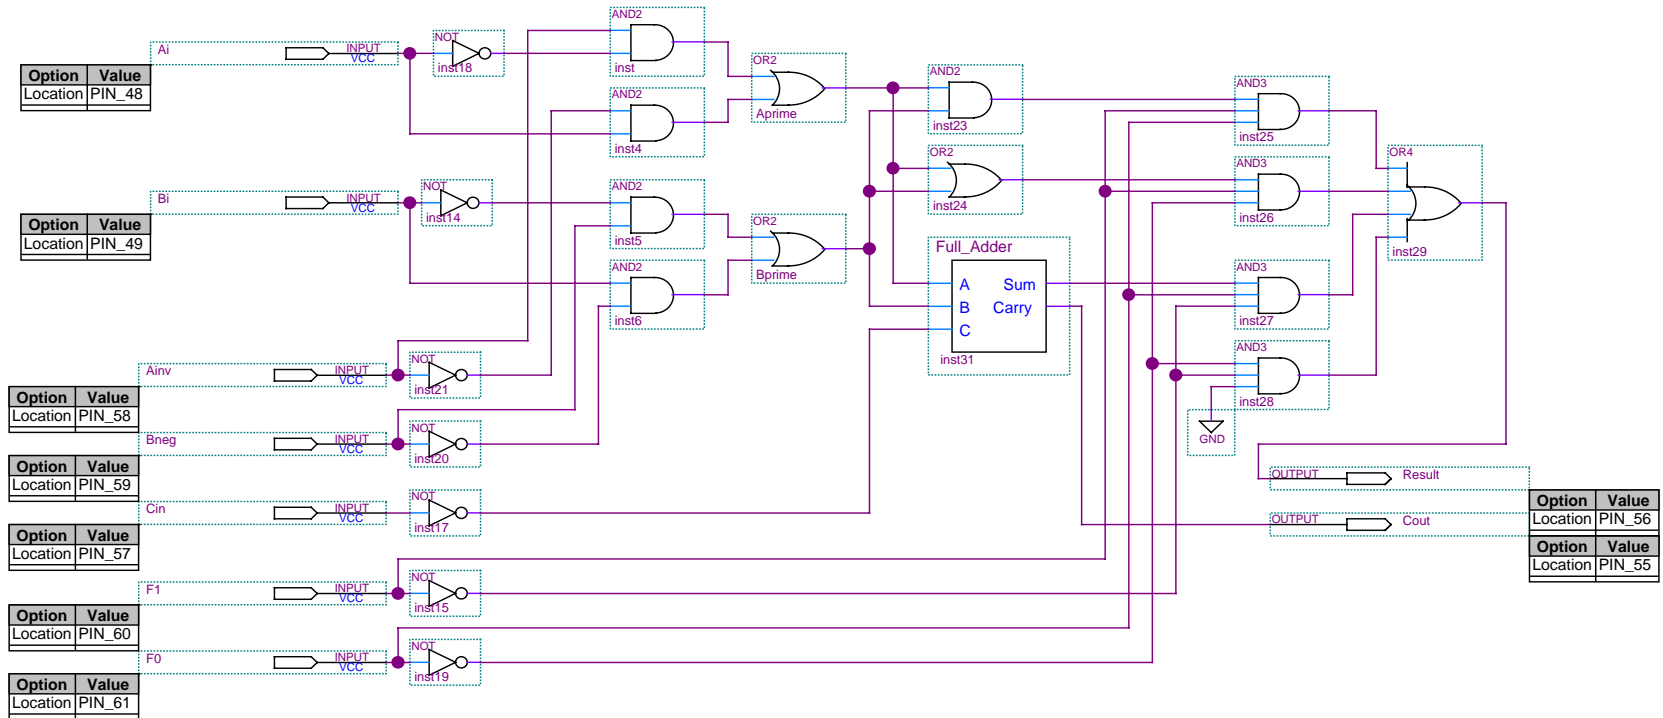 AND2
Ai
INPUT
VCC
NOT
inst18
inst
OR2
Aprime
Option Value
Location PIN_48
AND2
inst4
AND2
inst23
AND3
inst25
OR4
inst29
Bi
INPUT
VCC
NOT
inst14
AND2
inst5
OR2
inst24
AND3
inst26
Option Value
Location PIN_49
OR2
Bprime
AND2
inst6
Full_Adder
A Sum
B Carry
C
inst31
AND3
inst27
AND3
inst28
GND
Ainv
INPUT
VCC
NOT
inst21
Option Value
Location PIN_58
Bneg
INPUT
VCC
NOT
inst20
Option Value
Location PIN_59
Cin
INPUT
VCC
NOT
inst17
Option Value
Location PIN_57
OUTPUT
Result
Option Value
Location PIN_56
OUTPUT
Cout
Option Value
Location PIN_55
F1
INPUT
VCC
NOT
inst15
Option Value
Location PIN_60
F0
INPUT
VCC
NOT
inst19
Option Value
Location PIN_61